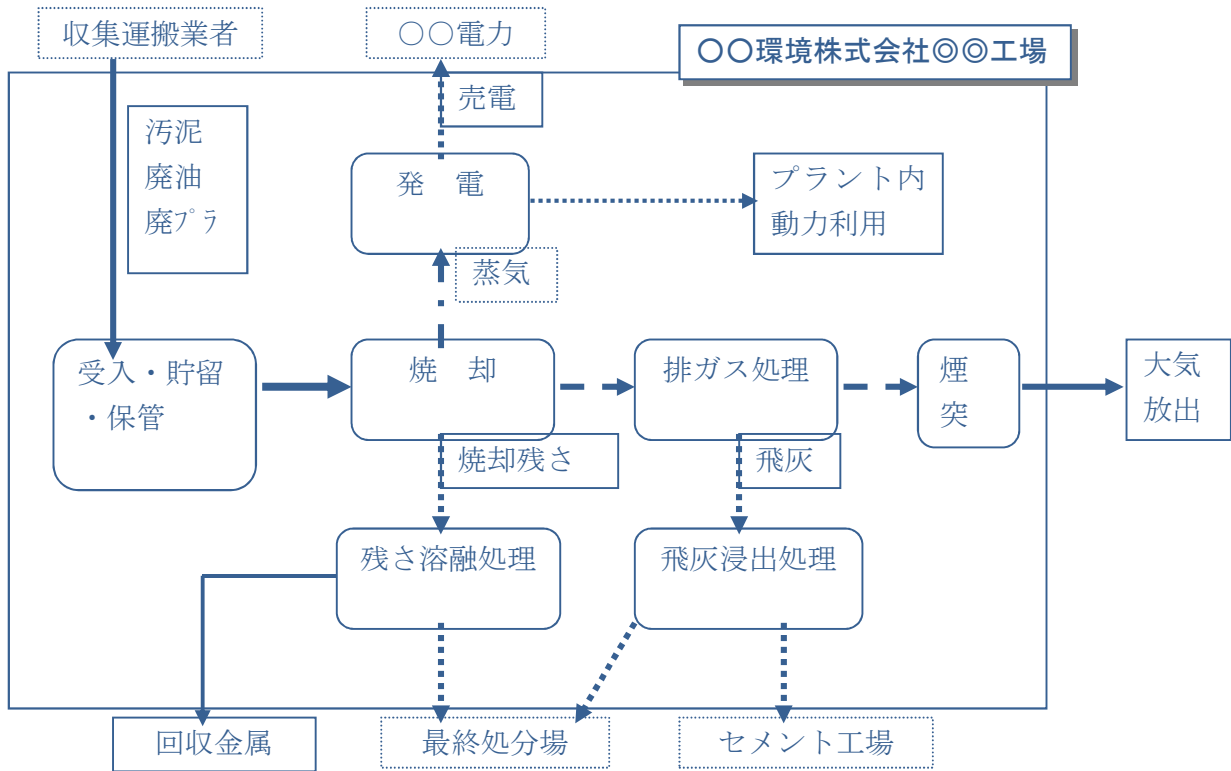 収集運搬業者
〇〇電力
〇〇環境株式会社◎◎工場
売電
汚泥
廃油
廃ﾌﾟﾗ
発　電
プラント内
動力利用
蒸気
受入・貯留
・保管
焼　却
排ガス処理
煙
突
大気
放出
焼却残さ
飛灰
残さ溶融処理
飛灰浸出処理
回収金属
最終処分場
セメント工場